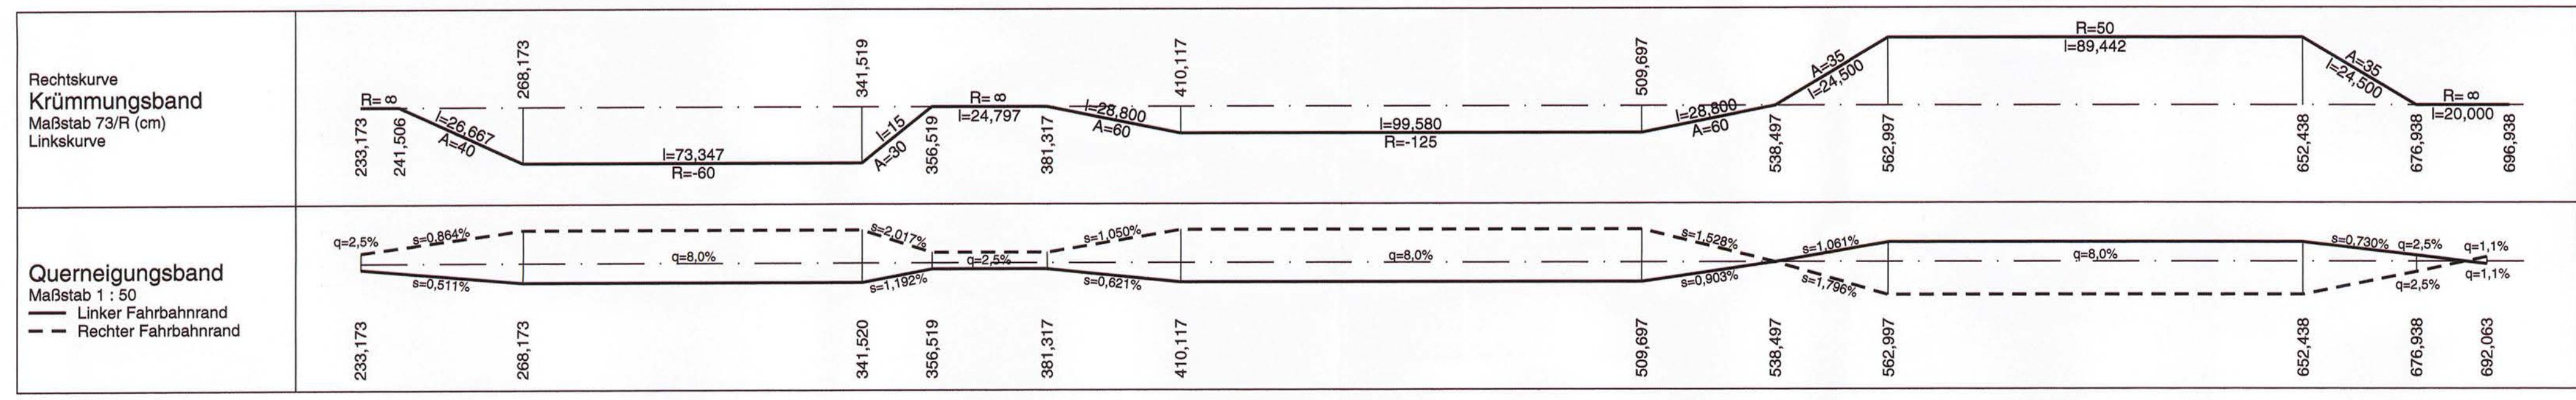 Rechtskurve
Krümmungsband
Maßstab 73/R (cm)
Linkskurve
R= ∞
233,173
241,506
l=26,667
A=40
268,173
l=73,347
R=-60
341,519
l=15
A=30
356,519
R= ∞
l=24,797
381,317
l=28,800
A=60
410,117
l=99,580
R=-125
509,697
l=28,800
A=60
538,497
A=35
l=24,500
562,997
R=50
l=89,442
652,438
A=35
l=24,500
676,938
R= ∞
l=20,000
696,938
Querneigungsband
Maßstab 1 : 50
Linker Fahrbahnrand
Rechter Fahrbahnrand
q=2,5%
s=0,864%
s=0,511%
233,173
268,173
q=8,0%
341,520
s=2,017%
s=1,192%
356,519
q=2,5%
381,317
s=1,050%
s=0,621%
410,117
q=8,0%
509,697
s=1,528%
s=0,903%
538,497
s=1,061%
s=1,796%
562,997
q=8,0%
652,438
s=0,730%
q=2,5%
q=2,5%
676,938
q=1,1%
q=1,1%
692,063